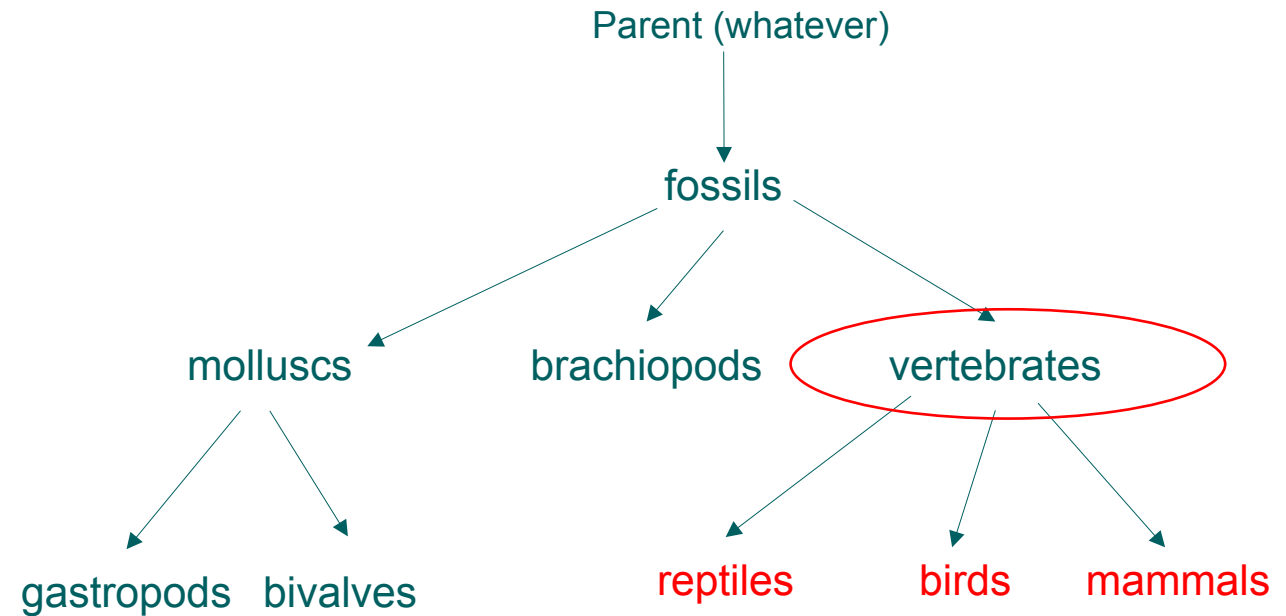 Parent (whatever)
fossils
molluscs
brachiopods
vertebrates
gastropods
bivalves
reptiles
birds
mammals